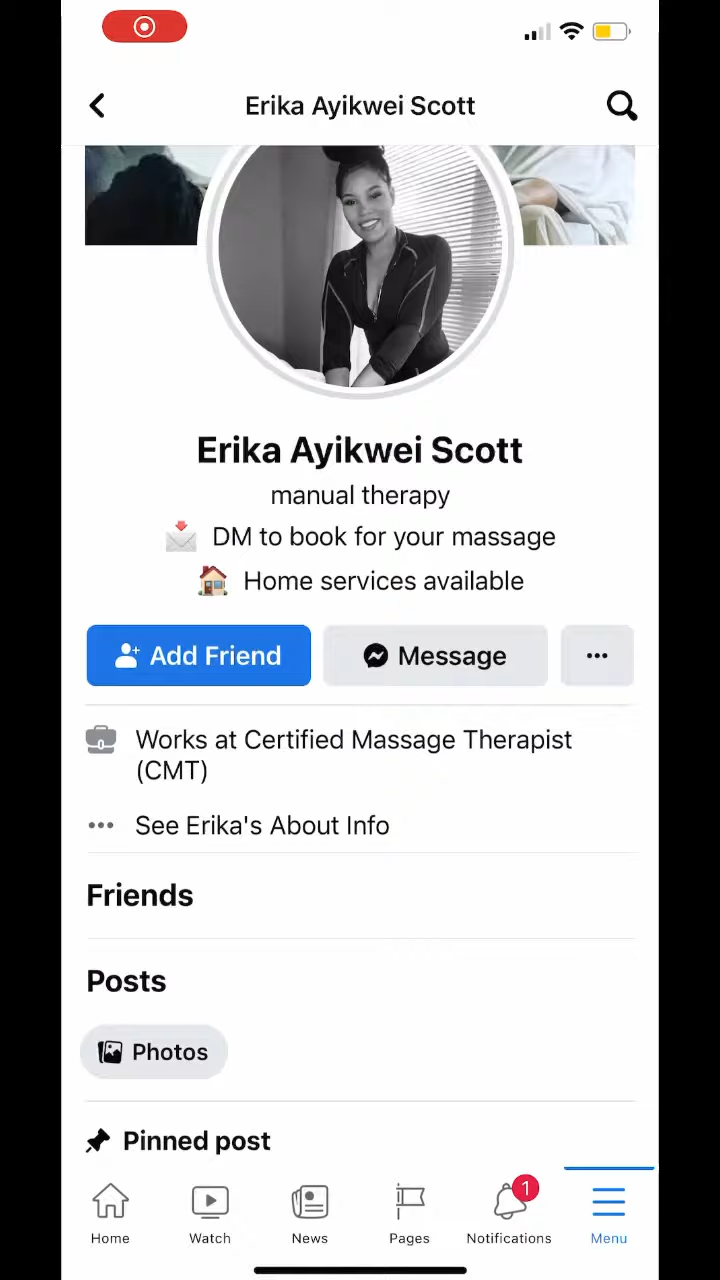 Erika Ayikwei Scott
Erika Ayikwei Scott
manual therapy
DM to book for your massage
Home services available
Add Friend
Message
Works at Certified Massage Therapist
(CMT)
See Erika's About Info
Friends
Posts
Photos
Pinned post
1
Home
Watch
News
Pages
Notifications
Menu